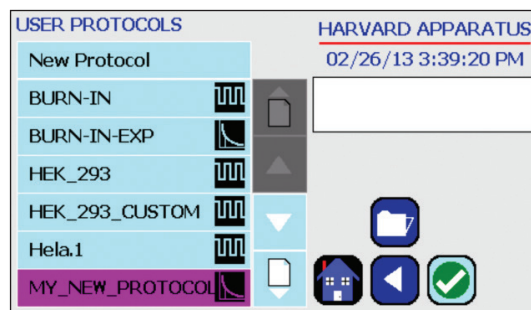 USER PROTOCOLS
New Protocol
BURN-IN
BURN-IN-EXP
HEK_293
HEK_293_CUSTOM
Hela.1
MY_NEW_PROTOCOL
HARVARD APPARATUS
02/26/13 3:39:20 PM